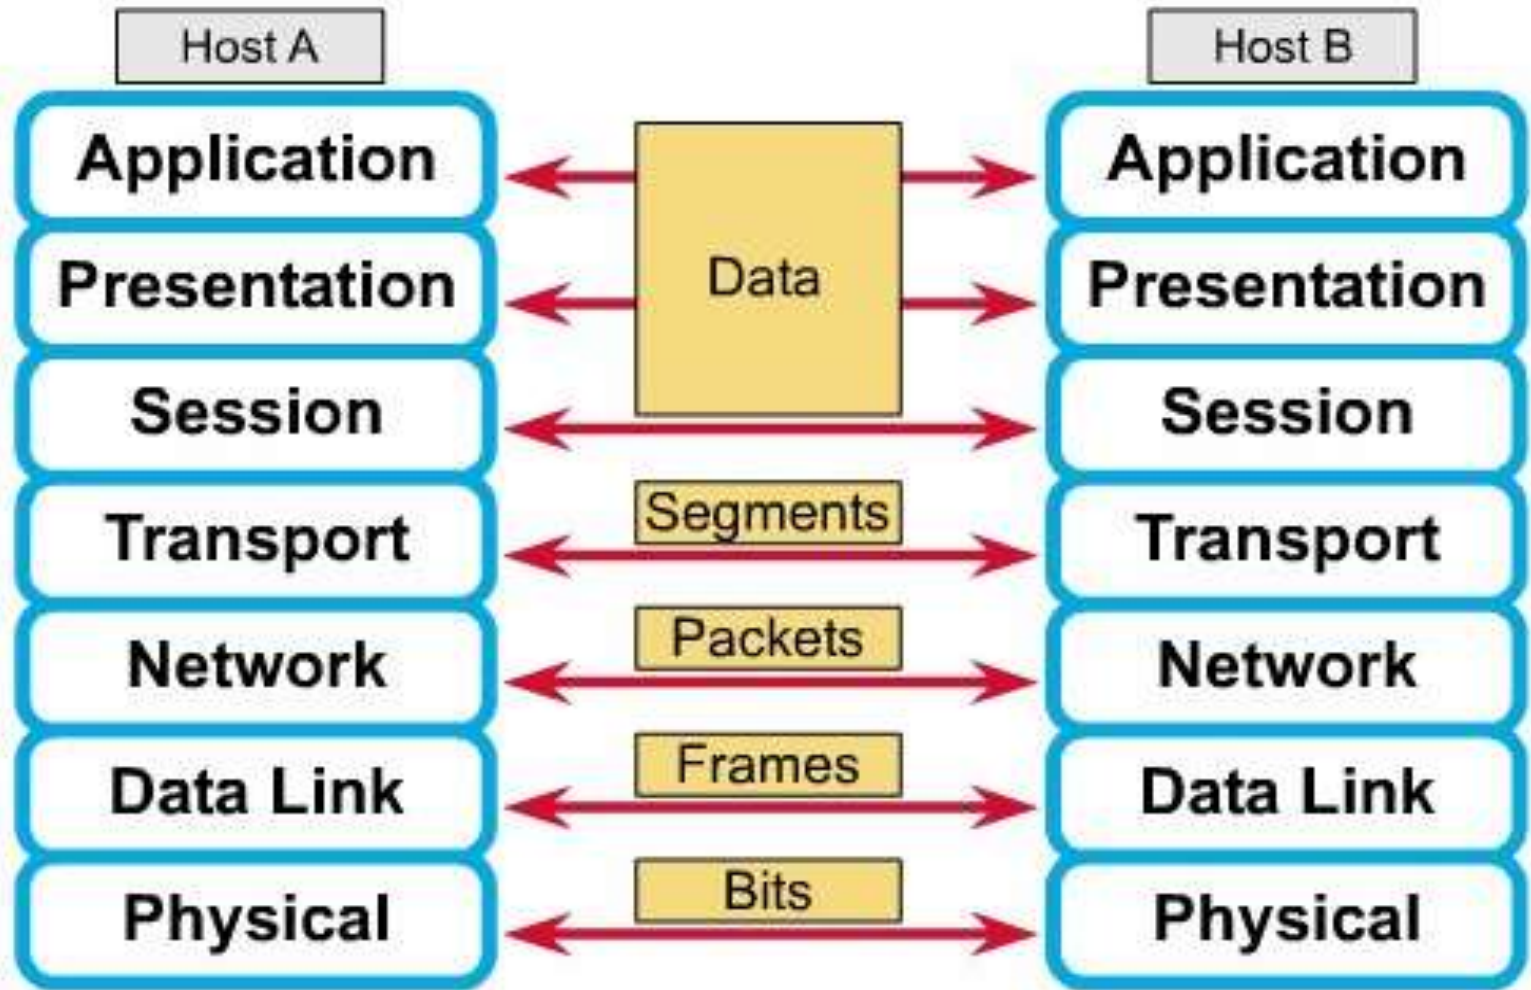 Host A
Host B
Application
Application
Presentation
Data
Presentation
Session
Session
Segments
Transport
Transport
Packets
Network
Network
Frames
Data Link
Data Link
Bits
Physical
Physical